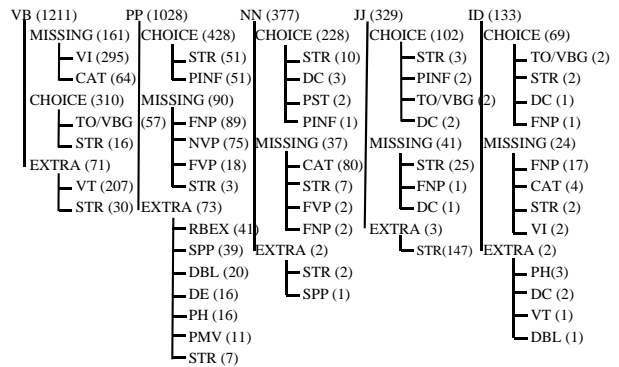 VB (1211)
MISSING (161)
VI (295)
CAT (64)
CHOICE (310)
TO/VBG (57)
STR (16)
EXTRA (71)
VT (207)
STR (30)
PP (1028)
CHOICE (428)
STR (51)
PINF (51)
MISSING (90)
FNP (89)
NVP (75)
FVP (18)
STR (3)
EXTRA (73)
RBEX (41)
SPP (39)
DBL (20)
DE (16)
PH (16)
PMV (11)
STR (7)
NN (377)
CHOICE (228)
STR (10)
DC (3)
PST (2)
PINF (1)
MISSING (37)
CAT (80)
STR (7)
FVP (2)
FNP (2)
EXTRA (2)
STR (2)
SPP (1)
JJ (329)
CHOICE (102)
STR (3)
PINF (2)
TO/VBG (2)
DC (2)
MISSING (41)
STR (25)
FNP (1)
DC (1)
EXTRA (3)
STR(147)
ID (133)
CHOICE (69)
TO/VBG (2)
STR (2)
DC (1)
FNP (1)
MISSING (24)
FNP (17)
CAT (4)
STR (2)
VI (2)
EXTRA (2)
PH(3)
DC (2)
VT (1)
DBL (1)